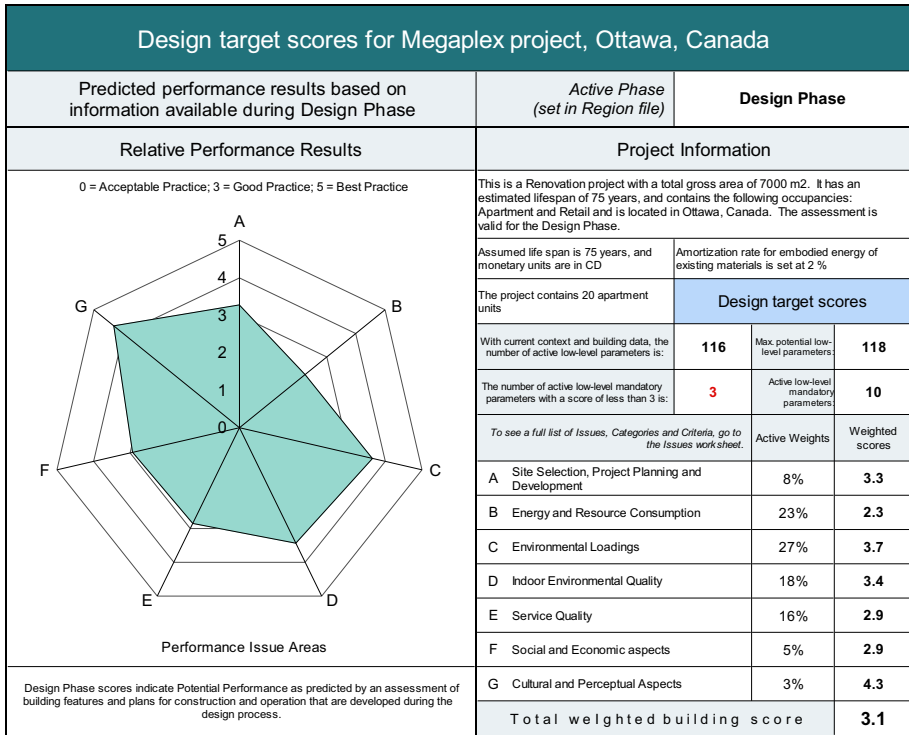 Design target scores for Megaplex project, Ottawa, Canada
Predicted performance results based on
information available during Design Phase
Active Phase
(set in Region file)
Design Phase
Relative Performance Results
Project Information
0 = Acceptable Practice; 3 = Good Practice; 5 = Best Practice
A
B
C
D
E
F
G
5
4
3
2
1
0
Performance Issue Areas
Design Phase scores indicate Potential Performance as predicted by an assessment of
building features and plans for construction and operation that are developed during the
design process.
This is a Renovation project with a total gross area of 7000 m2. It has an
estimated lifespan of 75 years, and contains the following occupancies:
Apartment and Retail and is located in Ottawa, Canada. The assessment is
valid for the Design Phase.
Assumed life span is 75 years, and
monetary units are in CD
Amortization rate for embodied energy of
existing materials is set at 2 %
The project contains 20 apartment
units
Design target scores
With current context and building data, the
number of active low-level parameters is:
116
Max. potential low-
level parameters:
118
The number of active low-level mandatory
parameters with a score of less than 3 is:
3
Active low-level
mandatory
parameters:
10
To see a full list of Issues, Categories and Criteria, go to
the Issues worksheet.
Active Weights
Weighted
scores
A Site Selection, Project Planning and
Development
8% 3.3
B Energy and Resource Consumption 23% 2.3
C Environmental Loadings 27% 3.7
D Indoor Environmental Quality 18% 3.4
E Service Quality 16% 2.9
F Social and Economic aspects 5% 2.9
G Cultural and Perceptual Aspects 3% 4.3
Total weighted building score 3.1